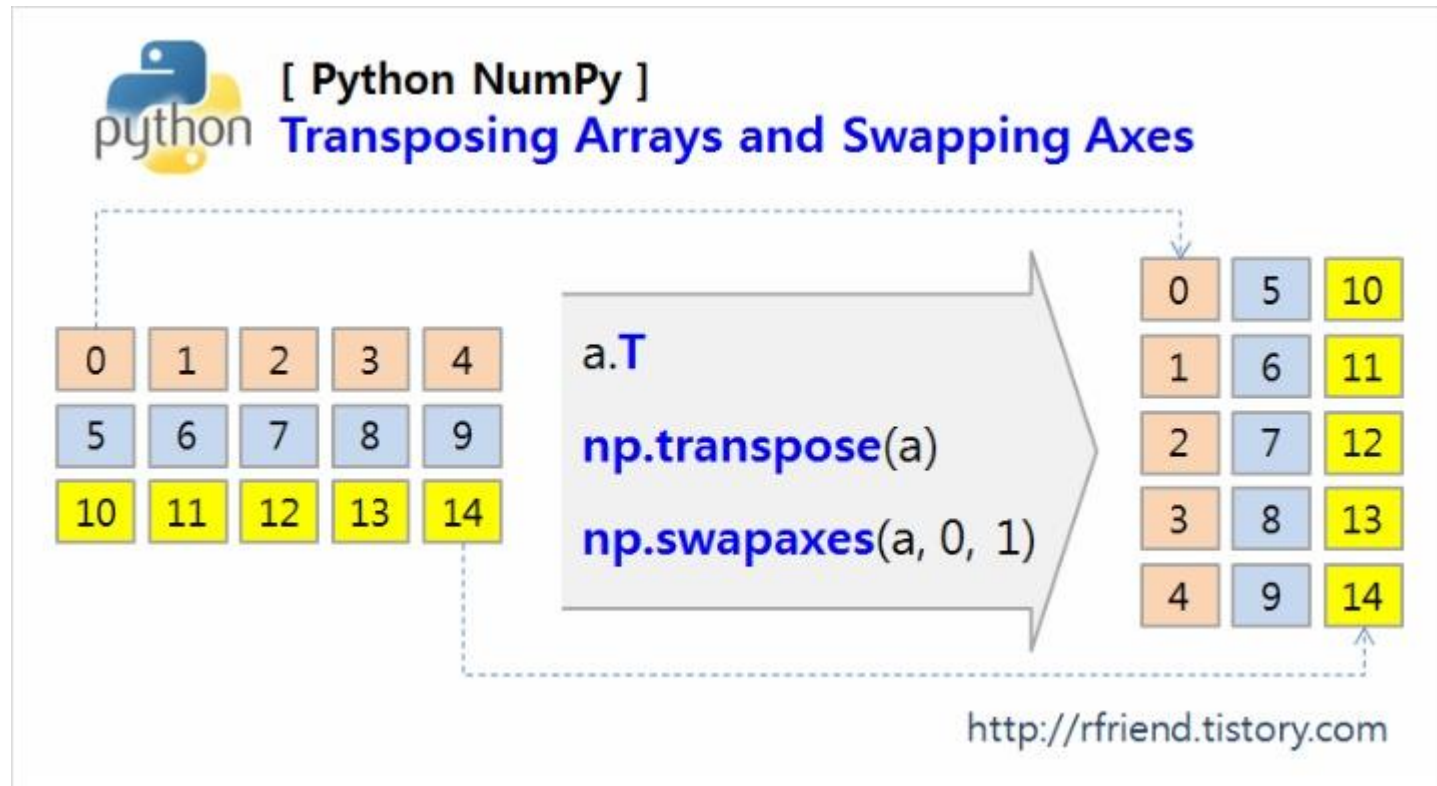 python
[ Python NumPy ]
Transposing Arrays and Swapping Axes
0 1 2 3 4
5 6 7 8 9
10 11 12 13 14
a.T
np.transpose(a)
np.swapaxes(a, 0, 1)
0 5 10
1 6 11
2 7 12
3 8 13
4 9 14
http://rfriend.tistory.com